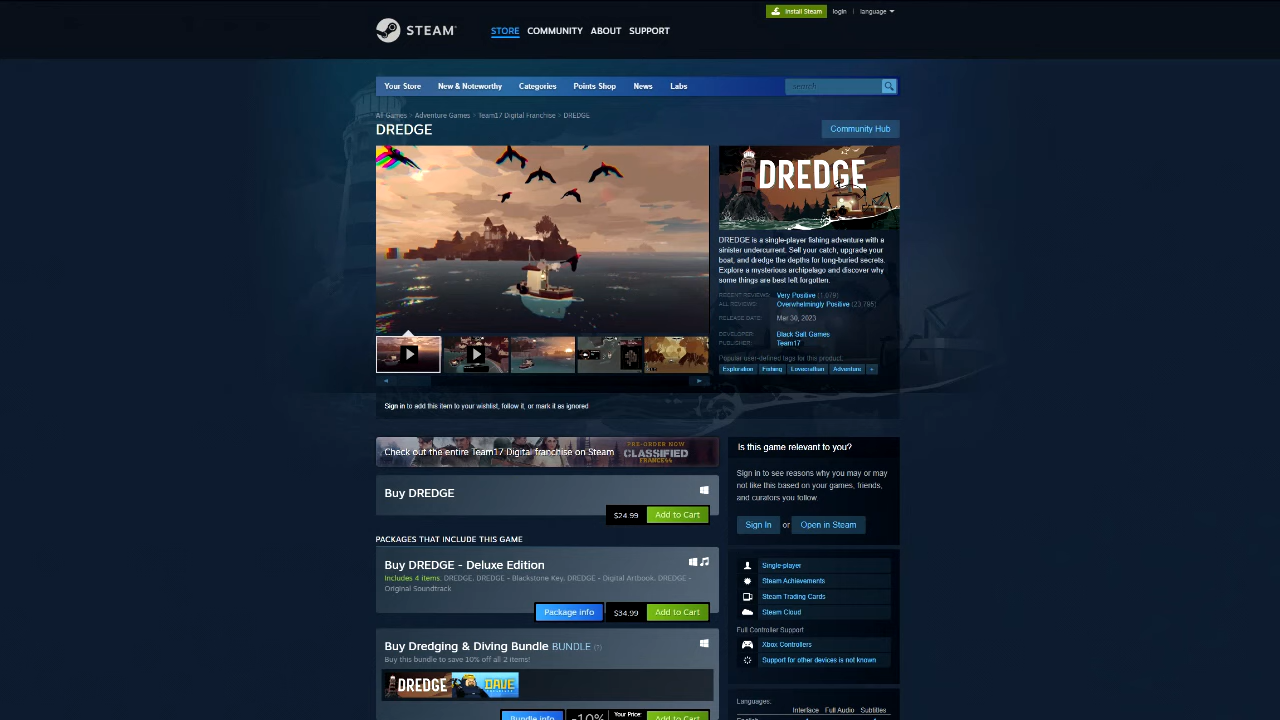 Install Steam
login | language
STEAM
STORE COMMUNITY ABOUT SUPPORT
Your Store New & Noteworthy Categories Points Shop News Labs
search
All Games > Adventure Games > Team17 Digital Franchise > DREDGE
DREDGE
Community Hub
DREDGE
DREDGE is a single-player fishing adventure with a
sinister undercurrent. Sell your catch, upgrade your
boat, and dredge the depths for long-buried secrets.
Explore a mysterious archipelago and discover why
some things are best left forgotten.
RECENT REVIEWS: Very Positive (1,679)
ALL REVIEWS: Overwhelmingly Positive (23,795)
RELEASE DATE: Mar 30, 2023
DEVELOPER: Black Salt Games
PUBLISHER: Team17
Popular user-defined tags for this product:
Exploration Fishing Lovecraftian Adventure +
Sign in to add this item to your wishlist, follow it, or mark it as ignored
Check out the entire Team17 Digital franchise on Steam
PRE-ORDER NOW
CLASSIFIED
FRANCE44
Buy DREDGE
$24.99 Add to Cart
PACKAGES THAT INCLUDE THIS GAME
Buy DREDGE - Deluxe Edition
Includes 4 items: DREDGE, DREDGE - Blackstone Key, DREDGE - Digital Artbook, DREDGE -
Original Soundtrack
Package info $34.99 Add to Cart
Buy Dredging & Diving Bundle BUNDLE (?)
Buy this bundle to save 10% off all 2 items!
DREDGE DAVE
Bundle info -10% Your Price: Add to Cart
Is this game relevant to you?
Sign in to see reasons why you may or may
not like this based on your games, friends,
and curators you follow.
Sign In or Open in Steam
Single-player
Steam Achievements
Steam Trading Cards
Steam Cloud
Full Controller Support
Xbox Controllers
Support for other devices is not known
Languages:
Interface Full Audio Subtitles
English